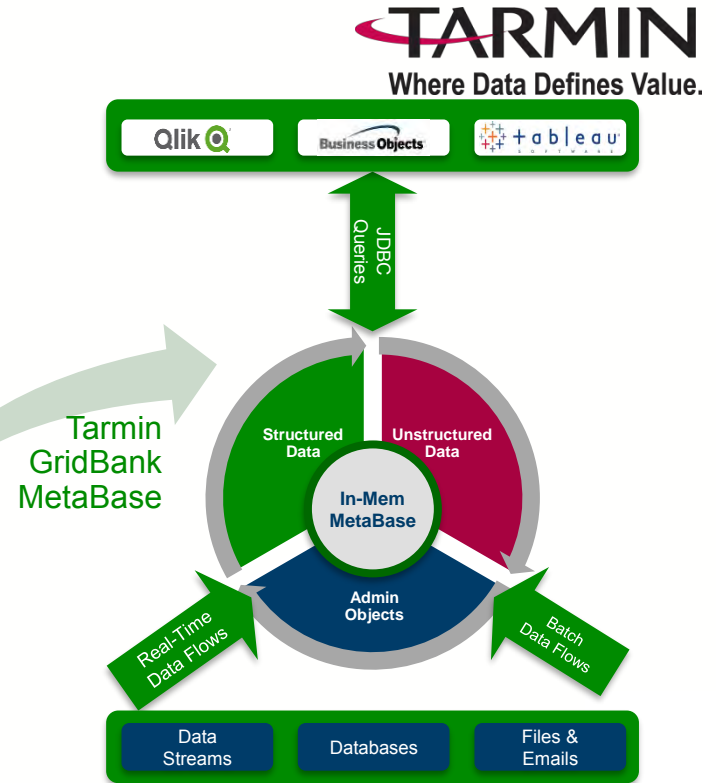 TARMIN
Where Data Defines Value.
Qlik
Business Objects
+ a b l e a u
S O F T W A R E
JDBC
Queries
Tarmin
GridBank
MetaBase
Structured
Data
Unstructured
Data
In-Mem
MetaBase
Admin
Objects
Real-Time
Data Flows
Batch
Data Flows
Data
Streams
Databases
Files &
Emails